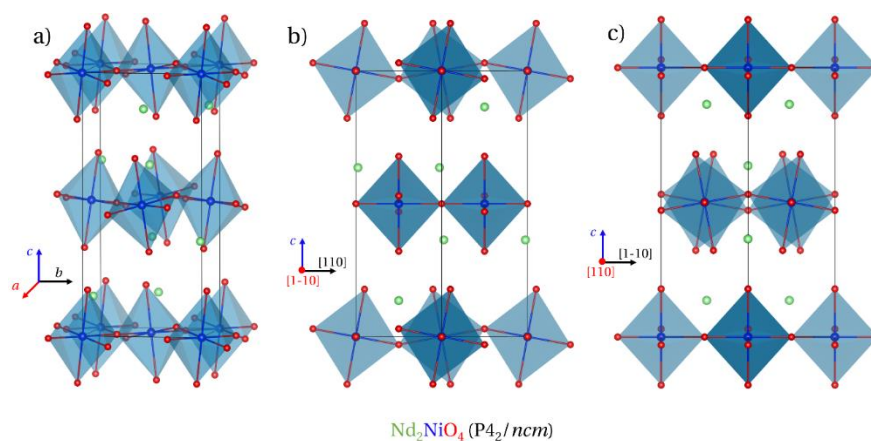 a)
b)
c)
c
b
a
c
[110]
[1-10]
c
[1-10]
[110]
Nd₂NiO₄ (P4₂/ncm)